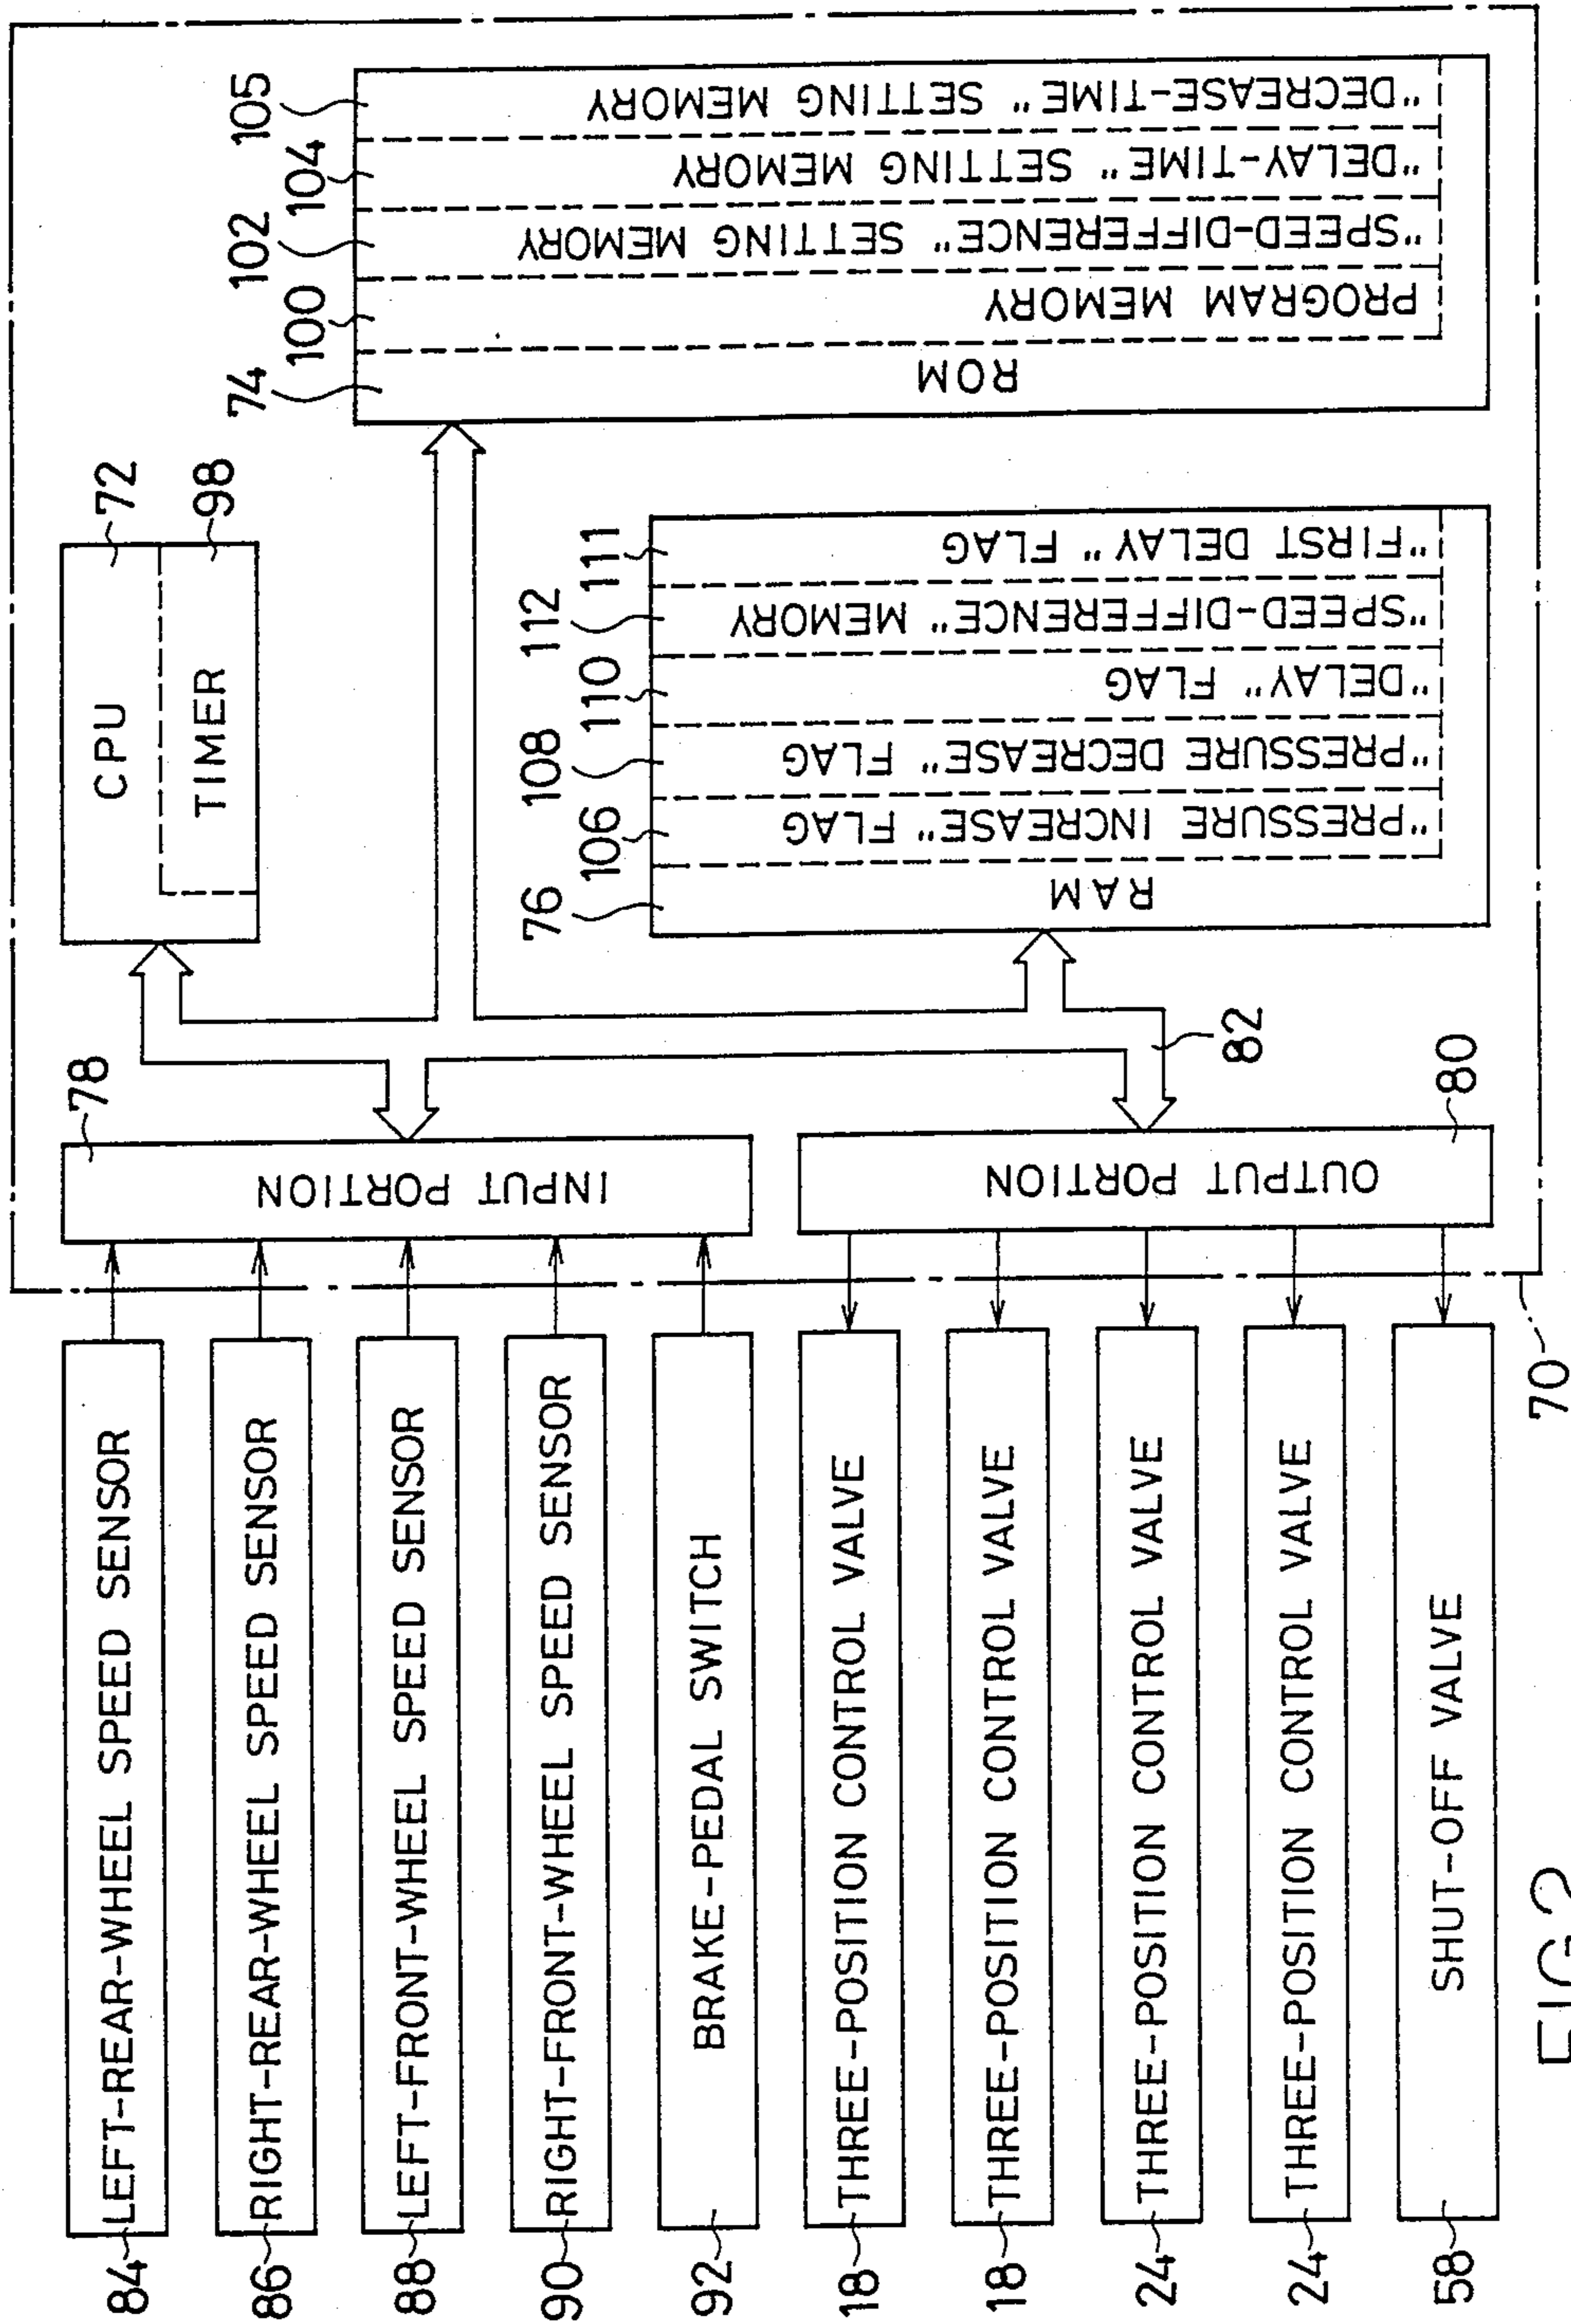 84 LEFT-REAR-WHEEL SPEED SENSOR
86 RIGHT-REAR-WHEEL SPEED SENSOR
88 LEFT-FRONT-WHEEL SPEED SENSOR
90 RIGHT-FRONT-WHEEL SPEED SENSOR
92 BRAKE-PEDAL SWITCH
18 THREE-POSITION CONTROL VALVE
18 THREE-POSITION CONTROL VALVE
24 THREE-POSITION CONTROL VALVE
24 THREE-POSITION CONTROL VALVE
58 SHUT-OFF VALVE
70
78
INPUT PORTION
80
OUTPUT PORTION
82
72
CPU
98
TIMER
76
RAM
106
"PRESSURE INCREASE" FLAG
108
"PRESSURE DECREASE" FLAG
110
"DELAY" FLAG
112
"SPEED-DIFFERENCE" MEMORY
111
"FIRST DELAY" FLAG
74
ROM
100
PROGRAM MEMORY
102
"SPEED-DIFFERENCE" SETTING MEMORY
104
"DELAY-TIME" SETTING MEMORY
105
"DECREASE-TIME" SETTING MEMORY
FIG.2